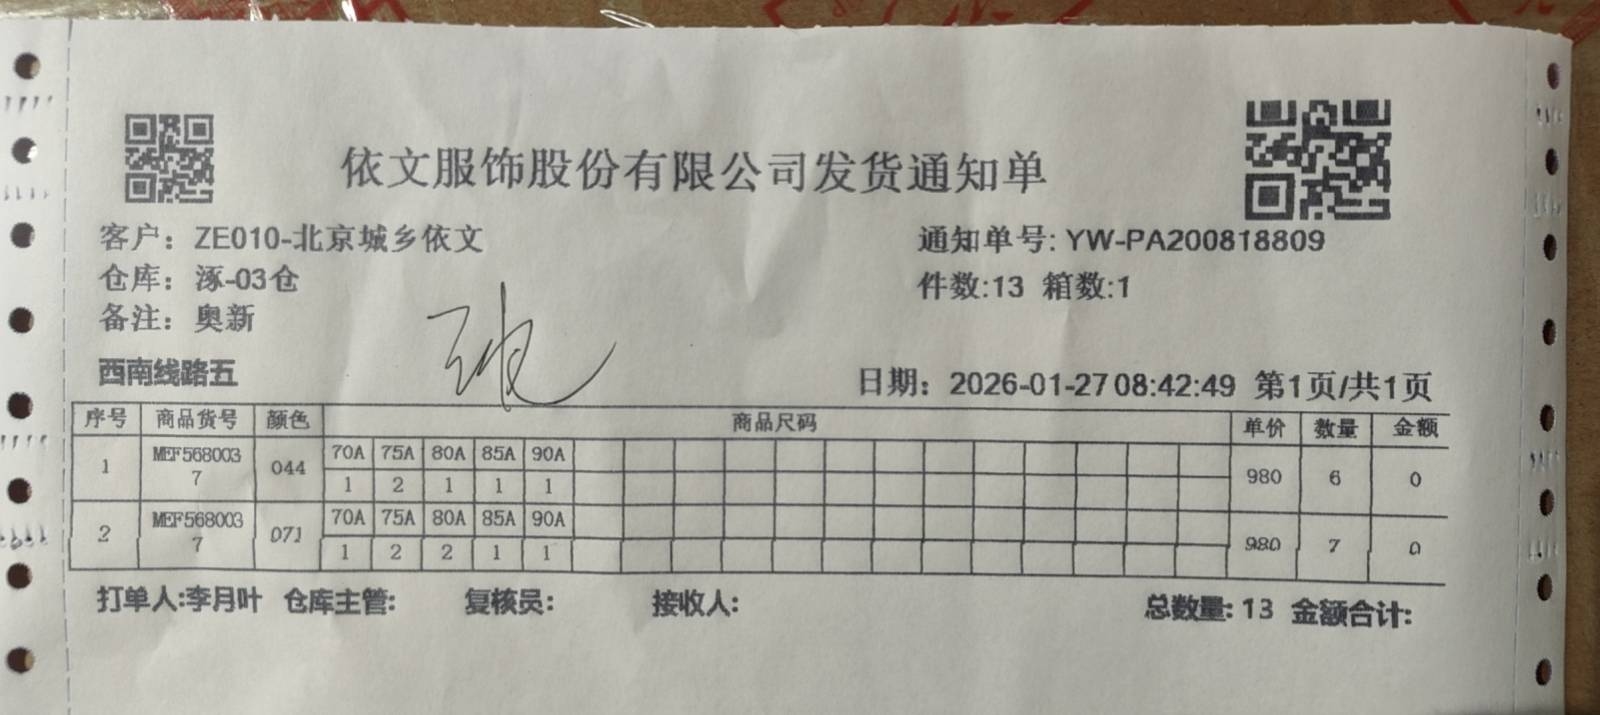 依文服饰股份有限公司发货通知单
客户：ZE010-北京城乡依文 通知单号:YW-PA200818809
仓库：涿-03仓 件数:13 箱数:1
备注：奥新
西南线路五 日期：2026-01-27 08:42:49 第1页/共1页
序号 商品货号 颜色 商品尺码 单价 数量 金额
1 MEF5680037 044 70A 75A 80A 85A 90A 980 6 0
1 2 1 1 1
2 MEF5680037 071 70A 75A 80A 85A 90A 980 7 0
1 2 2 1 1
打单人:李月叶 仓库主管: 复核员: 接收人: 总数量: 13 金额合计: